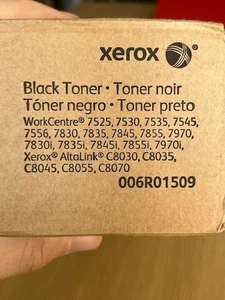 xerox
Black Toner • Toner noir
Tóner negro • Toner preto
WorkCentre® 7525, 7530, 7535, 7545,
7556, 7830, 7835, 7845, 7855, 7970,
7830i, 7835i, 7845i, 7855i, 7970i,
Xerox® AltaLink® C8030, C8035,
C8045, C8055, C8070
006R01509